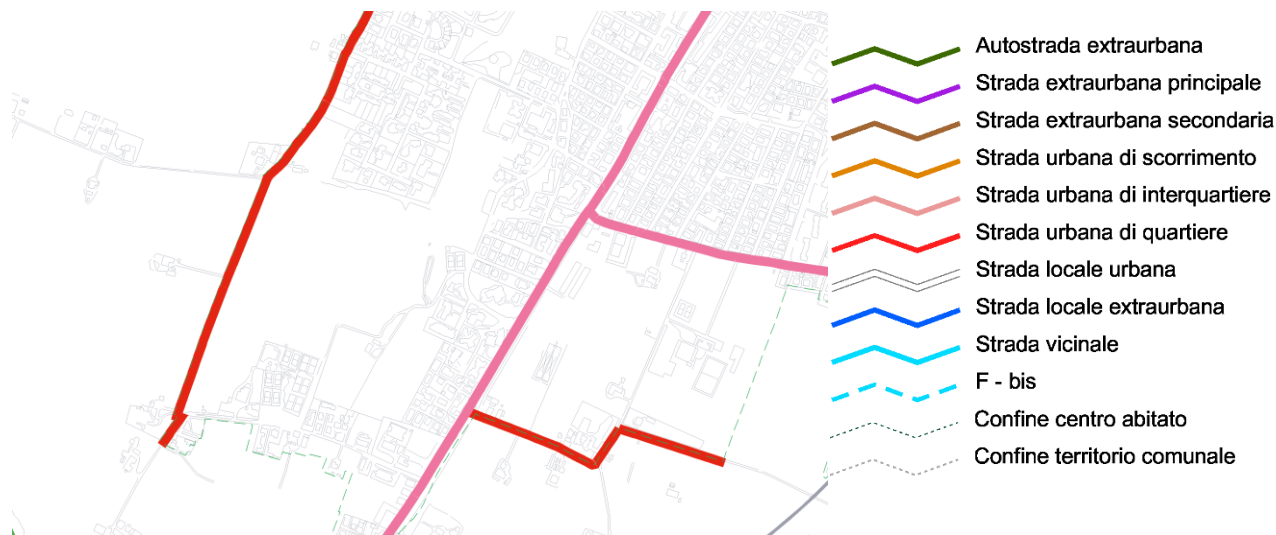 Autostrada extraurbana
Strada extraurbana principale
Strada extraurbana secondaria
Strada urbana di scorrimento
Strada urbana di interquartiere
Strada urbana di quartiere
Strada locale urbana
Strada locale extraurbana
Strada vicinale
F - bis
Confine centro abitato
Confine territorio comunale